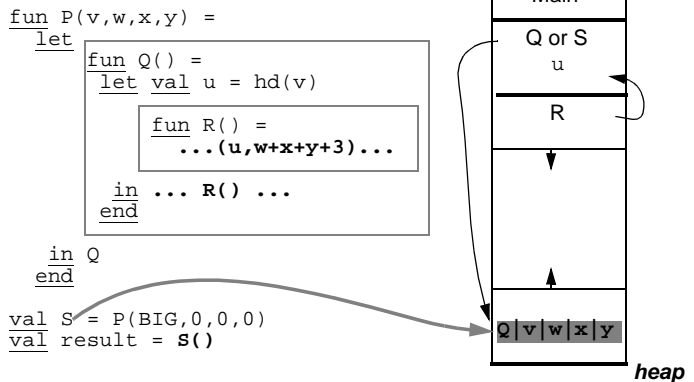 fun P(v,w,x,y) =
let
fun Q() =
let val u = hd(v)
fun R() =
...(u,w+x+y+3)...
in ... R() ...
end
in Q
end
val S = P(BIG,0,0,0)
val result = S()
Main
Q or S
u
R
Q|v|w|x|y
heap